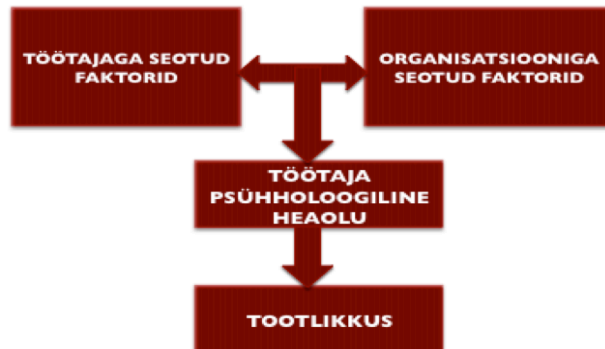 TÖÖTAJAGA SEOTUD
FAKTORID
ORGANISATSIOONIGA
SEOTUD FAKTORID
TÖÖTAJA
PSÜHHOLOOGILINE
HEAOLU
TOOTLIKKUS